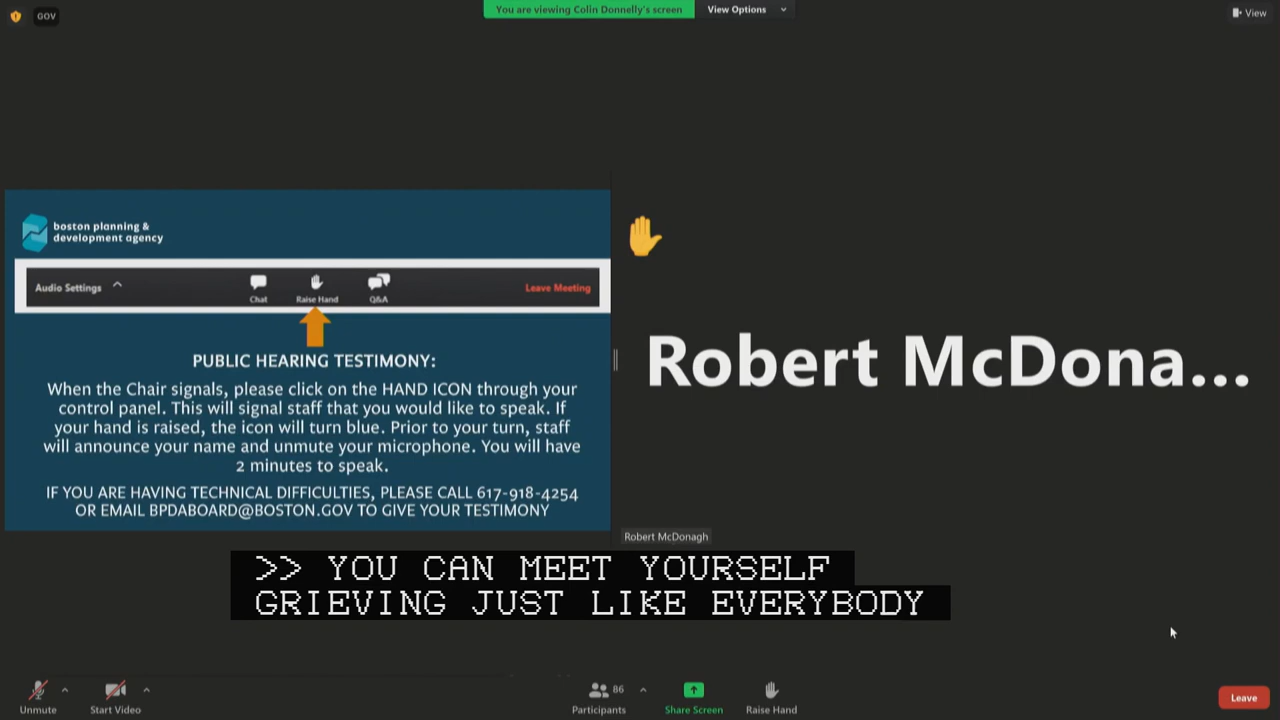 GOV
You are viewing Colin Donnelly's screen
View Options
View
boston planning &
development agency
Audio Settings
Chat
Raise Hand
Q&A
Leave Meeting
PUBLIC HEARING TESTIMONY:
When the Chair signals, please click on the HAND ICON through your
control panel. This will signal staff that you would like to speak. If
your hand is raised, the icon will turn blue. Prior to your turn, staff
will announce your name and unmute your microphone. You will have
2 minutes to speak.
IF YOU ARE HAVING TECHNICAL DIFFICULTIES, PLEASE CALL 617-918-4254
OR EMAIL BPDABOARD@BOSTON.GOV TO GIVE YOUR TESTIMONY
Robert McDona...
Robert McDonagh
>> YOU CAN MEET YOURSELF
GRIEVING JUST LIKE EVERYBODY
Unmute
Start Video
86
Participants
Share Screen
Raise Hand
Leave